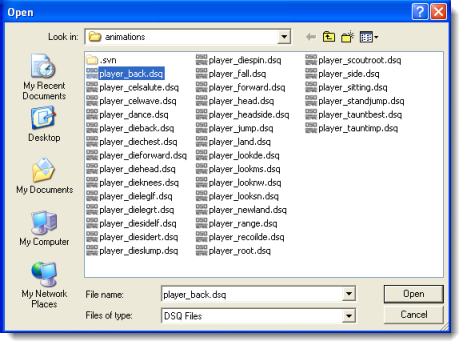 Open
Look in:
animations
My Recent
Documents
Desktop
My Documents
My Computer
My Network
Places
.svn
player_back.dsq
player_celsalute.dsq
player_celwave.dsq
player_dance.dsq
player_dieback.dsq
player_diechest.dsq
player_dieforward.dsq
player_diehead.dsq
player_dieknees.dsq
player_dieleglf.dsq
player_dielegrt.dsq
player_diesidelf.dsq
player_diesidert.dsq
player_dieslump.dsq
player_diespin.dsq
player_fall.dsq
player_forward.dsq
player_head.dsq
player_headside.dsq
player_jump.dsq
player_land.dsq
player_lookde.dsq
player_lookms.dsq
player_looknw.dsq
player_looksn.dsq
player_newland.dsq
player_range.dsq
player_recoilde.dsq
player_root.dsq
player_scoutroot.dsq
player_side.dsq
player_sitting.dsq
player_standjump.dsq
player_tauntbest.dsq
player_tauntimp.dsq
File name:
player_back.dsq
Open
Files of type:
DSQ Files
Cancel